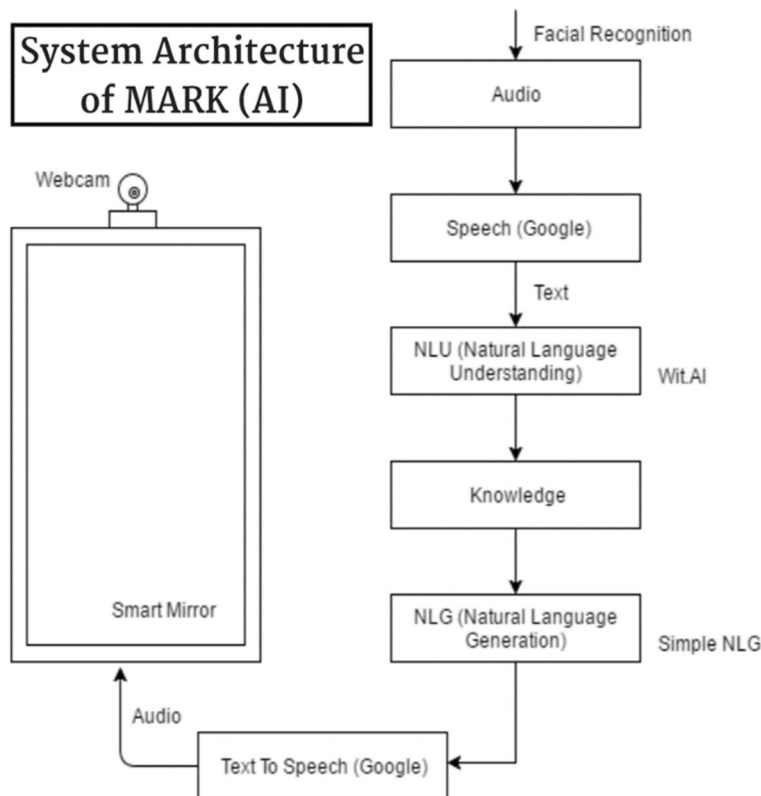 System Architecture
of MARK (AI)
Facial Recognition
Audio
Webcam
Speech (Google)
Text
NLU (Natural Language
Understanding)
Wit.AI
Knowledge
Smart Mirror
NLG (Natural Language
Generation)
Simple NLG
Audio
Text To Speech (Google)